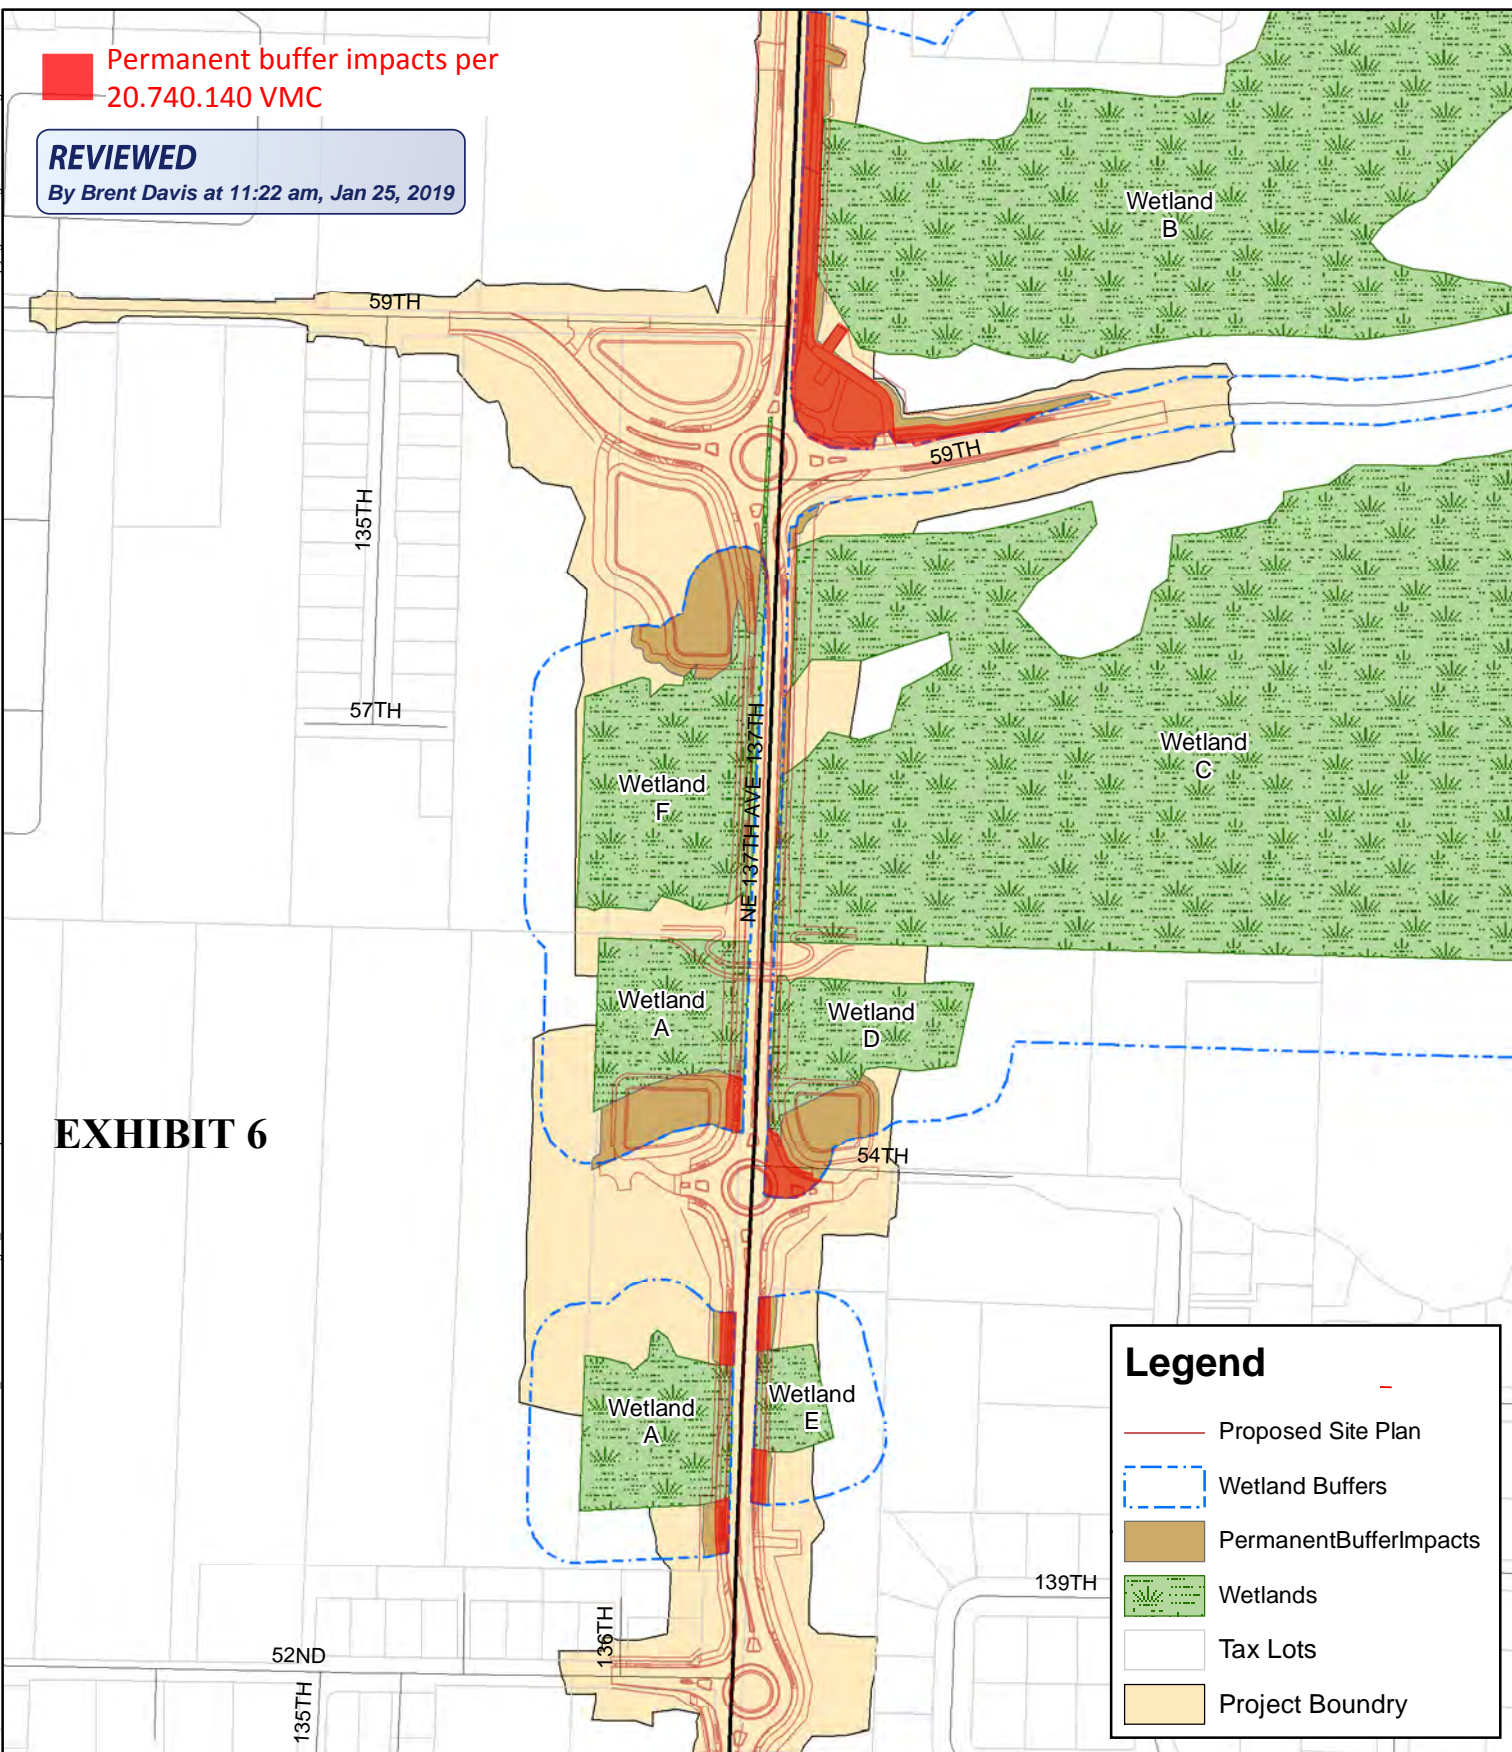 Permanent buffer impacts per
20.740.140 VMC
REVIEWED
By Brent Davis at 11:22 am, Jan 25, 2019
Wetland
B
59TH
59TH
135TH
57TH
NE 137TH AVE 137TH
Wetland
F
Wetland
C
Wetland
A
Wetland
D
EXHIBIT 6
54TH
Wetland
A
Wetland
E
139TH
136TH
52ND
135TH
Legend
Proposed Site Plan
Wetland Buffers
PermanentBufferImpacts
Wetlands
Tax Lots
Project Boundry